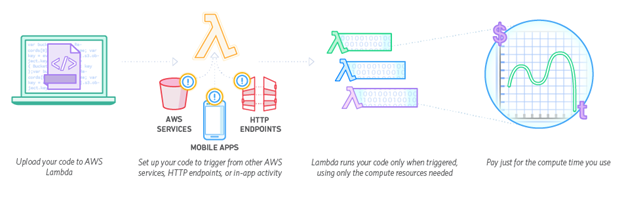 $
t
AWS
SERVICES
HTTP
ENDPOINTS
MOBILE APPS
Upload your code to AWS
Lambda
Set up your code to trigger from other AWS
services, HTTP endpoints, or in-app activity
Lambda runs your code only when triggered,
using only the compute resources needed
Pay just for the compute time you use